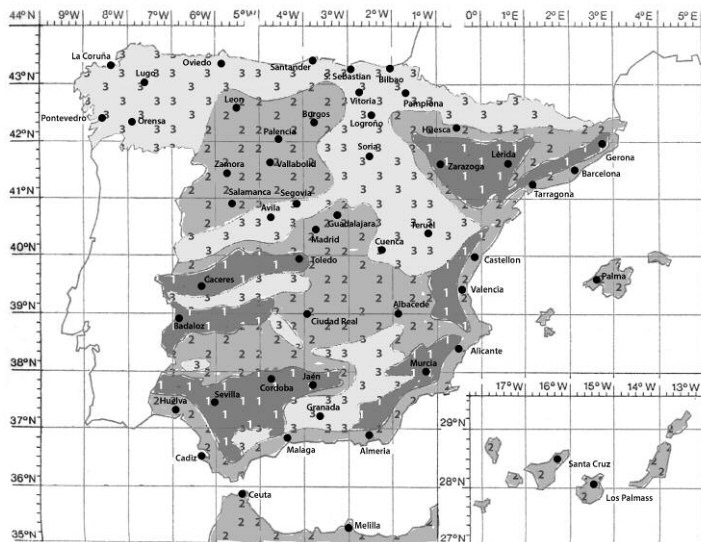 44°N 9°W 8°W 7°W 6°W 5°W 4°W 3°W 2°W 1°W 0°E 1°E 2°E 3°E
La Coruña
Oviedo
Santander
S. Sebastian
Bilbao
43°N
Lugo
Leon
Vitoria
Pamplona
Pontevedro
Orensa
Burgos
Logroño
Huesca
42°N
Palencia
Soria
Gerona
Zamora
Valladolid
Zarazoga
Lérida
Barcelona
41°N
Salamanca
Segovia
Tarragona
Avila
Guadalajara
Teruel
Madrid
Cuenca
40°N
Toledo
Castellon
Caceres
Palma
39°N
Badaloz
Ciudad Real
Albacede
Valencia
38°N
Murcia
Alicante
Jaén
Cordoba
17°W 16°W 15°W 14°W 13°W
Huelva
Sevilla
Granada
37°N
29°N
Cadiz
Malaga
Almeria
Santa Cruz
36°N
28°N
Ceuta
Los Palmass
Melilla
35°N
27°N